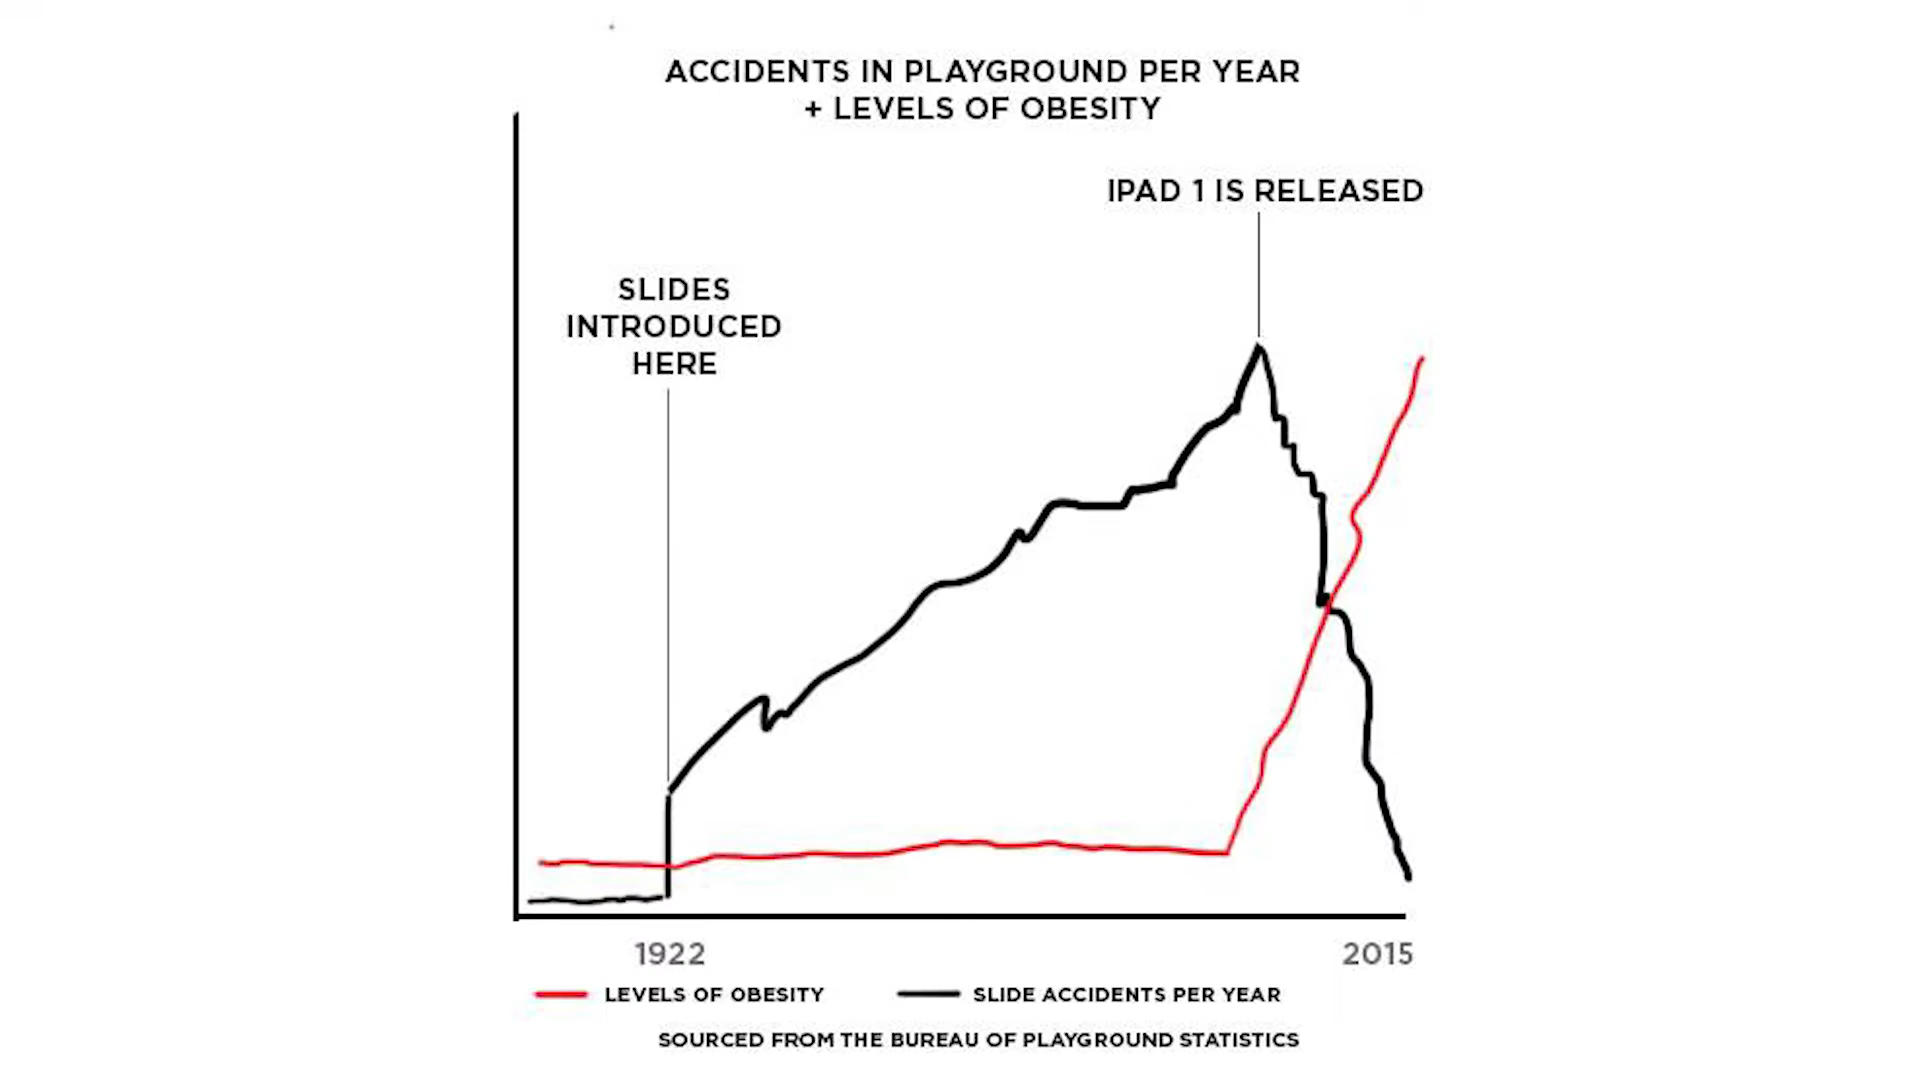 ACCIDENTS IN PLAYGROUND PER YEAR
+ LEVELS OF OBESITY
IPAD 1 IS RELEASED
SLIDES
INTRODUCED
HERE
1922
2015
LEVELS OF OBESITY
SLIDE ACCIDENTS PER YEAR
SOURCED FROM THE BUREAU OF PLAYGROUND STATISTICS